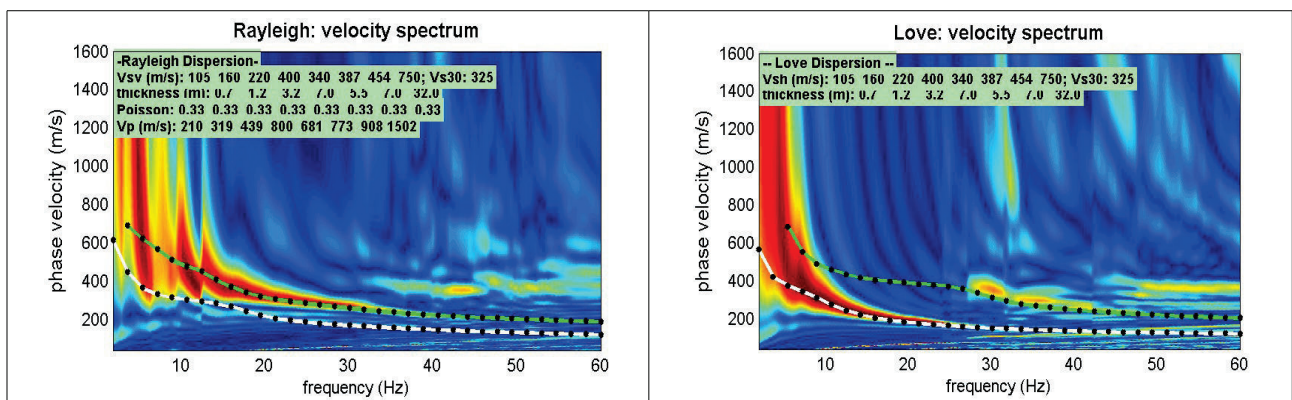 Rayleigh: velocity spectrum
-Rayleigh Dispersion-
Vsv (m/s): 105 160 220 400 340 387 454 750; Vs30: 325
thickness (m): 0.7 1.2 3.2 7.0 5.5 7.0 32.0
Poisson: 0.33 0.33 0.33 0.33 0.33 0.33 0.33 0.33
Vp (m/s): 210 319 439 800 681 773 908 1502
phase velocity (m/s)
1600
1400
1200
1000
800
600
400
200
10 20 30 40 50 60
frequency (Hz)
Love: velocity spectrum
-- Love Dispersion --
Vsh (m/s): 105 160 220 400 340 387 454 750; Vs30: 325
thickness (m): 0.7 1.2 3.2 7.0 5.5 7.0 32.0
phase velocity (m/s)
1600
1400
1200
1000
800
600
400
200
10 20 30 40 50 60
frequency (Hz)